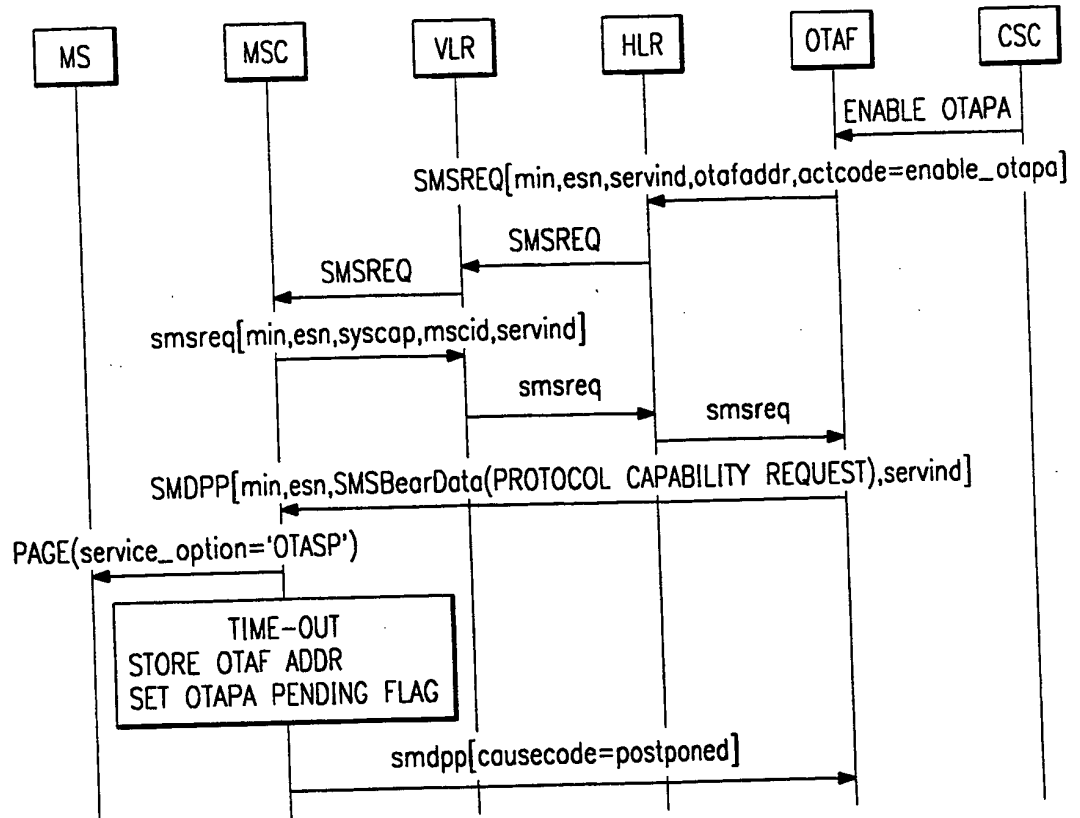 MS MSC VLR HLR OTAF CSC
ENABLE OTAPA
SMSREQ[min,esn,servind,otafaddr,actcode=enable_otapa]
SMSREQ
SMSREQ
smsreq[min,esn,syscap,mscid,servind]
smsreq
smsreq
SMDPP[min,esn,SMSBearData(PROTOCOL CAPABILITY REQUEST),servind]
PAGE(service_option='OTASP')
TIME-OUT
STORE OTAF ADDR
SET OTAPA PENDING FLAG
smdpp[causecode=postponed]